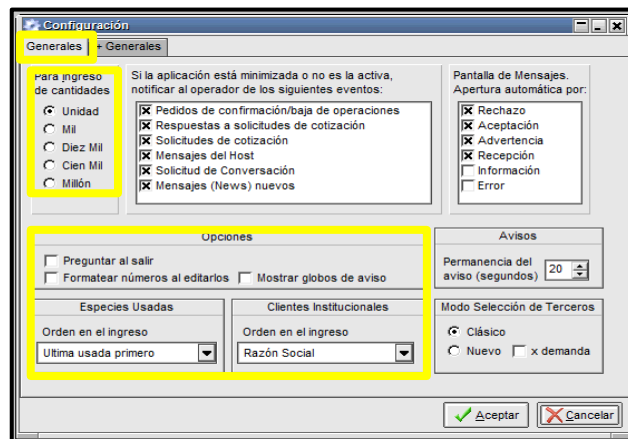 Configuración
Generales
+ Generales
Para ingreso
de cantidades
Unidad
Mil
Diez Mil
Cien Mil
Millón
Si la aplicación está minimizada o no es la activa,
notificar al operador de los siguientes eventos:
Pedidos de confirmación/baja de operaciones
Respuestas a solicitudes de cotización
Solicitudes de cotización
Mensajes del Host
Solicitud de Conversación
Mensajes (News) nuevos
Pantalla de Mensajes.
Apertura automática por:
Rechazo
Aceptación
Advertencia
Recepción
Información
Error
Opciones
Preguntar al salir
Formatear números al editarlos
Mostrar globos de aviso
Avisos
Permanencia del
aviso (segundos)
20
Especies Usadas
Orden en el ingreso
Ultima usada primero
Clientes Institucionales
Orden en el ingreso
Razón Social
Modo Selección de Terceros
Clásico
Nuevo
x demanda
Aceptar
Cancelar